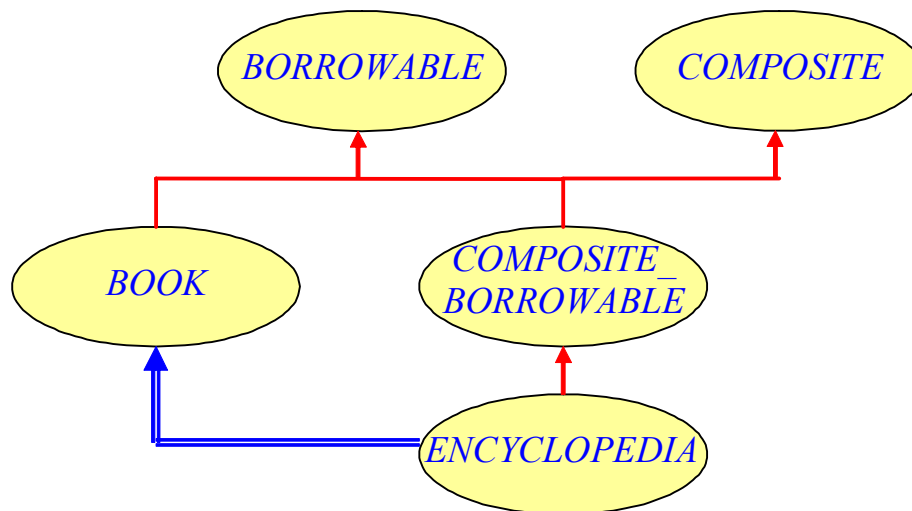 BORROWABLE
COMPOSITE
BOOK
COMPOSITE_
BORROWABLE
ENCYCLOPEDIA